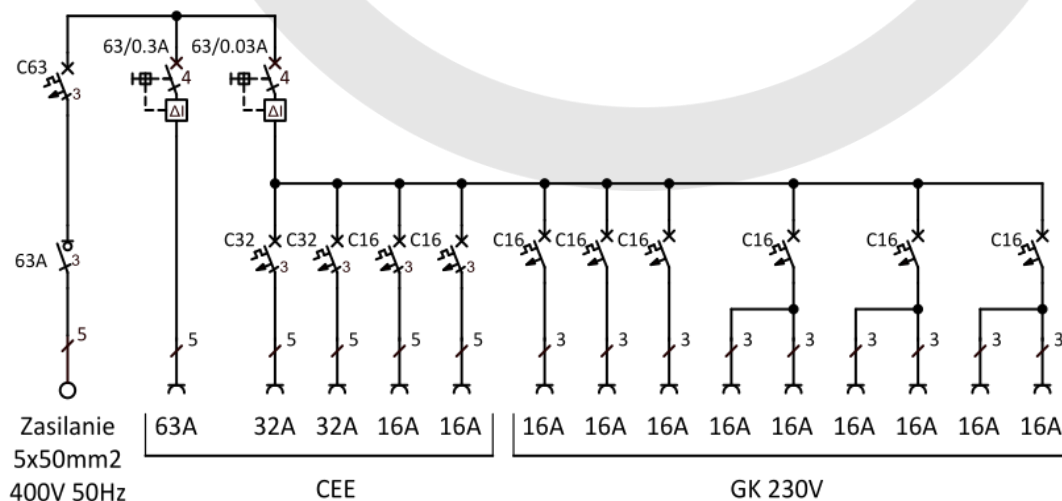 63/0.3A 63/0.03A
C63 3 4 4
ΔI ΔI
C32 C32 C16 C16 C16 C16 C16 C16 C16 C16
63A 3 3 3 3 3
5 5 5 5 5 5 3 3 3 3 3 3 3 3 3
Zasilanie 63A 32A 32A 16A 16A 16A 16A 16A 16A 16A 16A 16A 16A 16A
5x50mm2
400V 50Hz CEE GK 230V